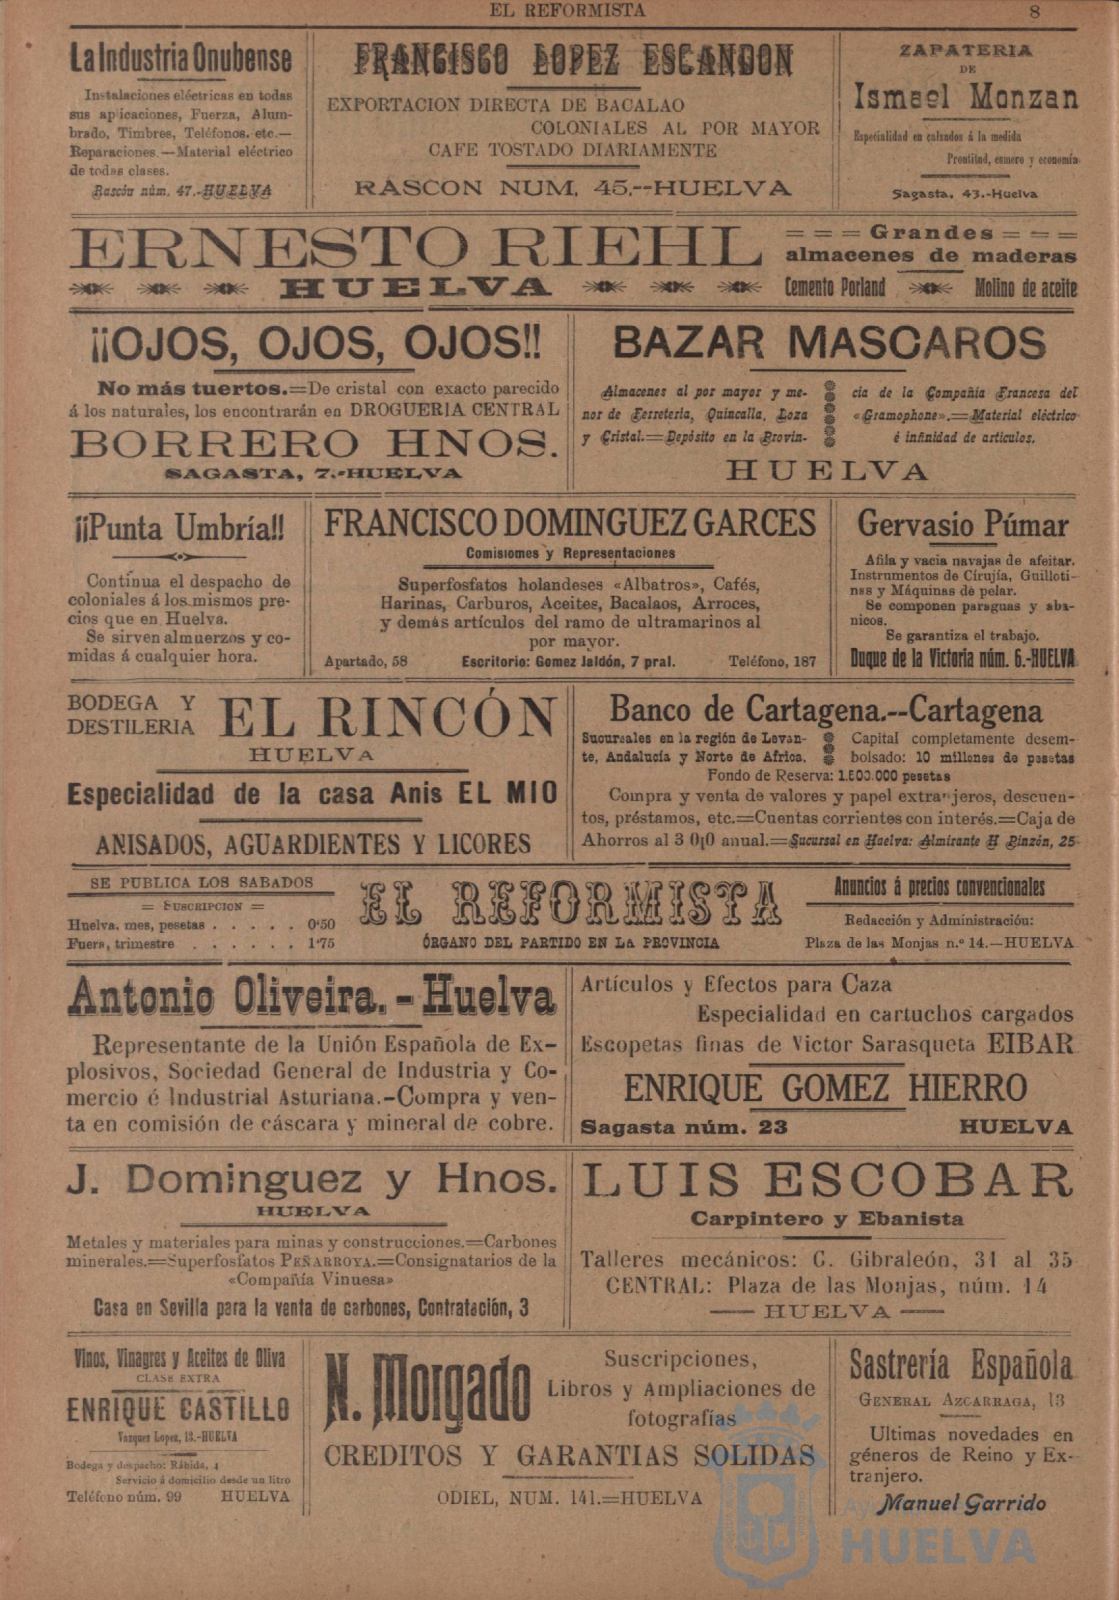 EL REFORMISTA 8
La Industria Onubense
Instalaciones eléctricas en todas
sus aplicaciones, Fuerza, Alum-
brado, Timbres, Teléfonos. etc.—
Reparaciones.—Material eléctrico
de todas clases.
Rascón núm. 47.-HUELVA
FRANCISCO LOPEZ ESCANDON
EXPORTACION DIRECTA DE BACALAO
COLONIALES AL POR MAYOR
CAFE TOSTADO DIARIAMENTE
RASCON NUM. 45.--HUELVA
ZAPATERIA
DE
Ismael Monzan
Especialidad en calzados á la medida
Prontitud, esmero y economía
Sagasta. 43.-Huelva
ERNESTO RIEHL
HUELVA
= = = Grandes = = =
almacenes de maderas
Cemento Porland Molino de aceite
¡¡OJOS, OJOS, OJOS!!
No más tuertos.=De cristal con exacto parecido
á los naturales, los encontrarán en DROGUERIA CENTRAL
BORRERO HNOS.
SAGASTA, 7.-HUELVA
BAZAR MASCAROS
Almacenes al por mayor y me-
nor de Ferreteria, Quincalla, Loza
y Cristal.=Depósito en la Provin-
cia de la Compañia Francesa del
«Gramophone».=Material eléctrico
é infinidad de articulos.
HUELVA
¡¡Punta Umbría!!
Continua el despacho de
coloniales á los mismos pre-
cios que en Huelva.
Se sirven almuerzos y co-
midas á cualquier hora.
FRANCISCO DOMINGUEZ GARCES
Comisiomes y Representaciones
Superfosfatos holandeses «Albatros», Cafés,
Harinas, Carburos, Aceites, Bacalaos, Arroces,
y demás artículos del ramo de ultramarinos al
por mayor.
Apartado, 58 Escritorio: Gomez Jaldón, 7 pral. Teléfono, 187
Gervasio Púmar
Afila y vacia navajas de afeitar.
Instrumentos de Cirujía, Guilloti-
nas y Máquinas de pelar.
Se componen paraguas y aba-
nicos.
Se garantiza el trabajo.
Duque de la Victoria núm. 6.-HUELVA
BODEGA Y
DESTILERIA
EL RINCÓN
HUELVA
Especialidad de la casa Anis EL MIO
ANISADOS, AGUARDIENTES Y LICORES
Banco de Cartagena.--Cartagena
Sucursales en la región de Levan-
te, Andalucía y Norte de Africa.
Capital completamente desem-
bolsado: 10 millones de pesetas
Fondo de Reserva: 1.600.000 pesetas
Compra y venta de valores y papel extranjeros, descuen-
tos, préstamos, etc.=Cuentas corrientes con interés.=Caja de
Ahorros al 3 0¡0 anual.=Sucursal en Huelva: Almirante H Pinzón, 25
SE PUBLICA LOS SABADOS
= SUSCRIPCION =
Huelva. mes, pesetas . . . . . 0'50
Fuera, trimestre . . . . . . 1'75
EL REFORMISTA
ÓRGANO DEL PARTIDO EN LA PROVINCIA
Anuncios á precios convencionales
Redacción y Administración:
Plaza de las Monjas n.º 14.—HUELVA
Antonio Oliveira.-Huelva
Representante de la Unión Española de Ex-
plosivos, Sociedad General de Industria y Co-
mercio é Industrial Asturiana.-Compra y ven-
ta en comisión de cáscara y mineral de cobre.
Artículos y Efectos para Caza
Especialidad en cartuchos cargados
Escopetas finas de Victor Sarasqueta EIBAR
ENRIQUE GOMEZ HIERRO
Sagasta núm. 23 HUELVA
J. Dominguez y Hnos.
HUELVA
Metales y materiales para minas y construcciones.=Carbones
minerales.=Superfosfatos PEÑARROYA.=Consignatarios de la
«Compañía Vinuesa»
Casa en Sevilla para la venta de carbones, Contratación, 3
LUIS ESCOBAR
Carpintero y Ebanista
Talleres mecánicos: C. Gibraleón, 31 al 35
CENTRAL: Plaza de las Monjas, núm. 14
— HUELVA —
Vinos, Vinagres y Aceites de Oliva
CLASE EXTRA
ENRIQUE CASTILLO
Vazquez Lopez, 13.-HUELVA
Bodega y despacho: Rábida, 4
Servicio á domicilio desde un litro
Teléfono núm. 99 HUELVA
N. Morgado
Suscripciones,
Libros y Ampliaciones de
fotografías
CREDITOS Y GARANTIAS SOLIDAS
ODIEL, NUM. 141.=HUELVA
Sastrería Española
GENERAL AZCARRAGA, 13
Ultimas novedades en
géneros de Reino y Ex-
tranjero.
Manuel Garrido
HUELVA